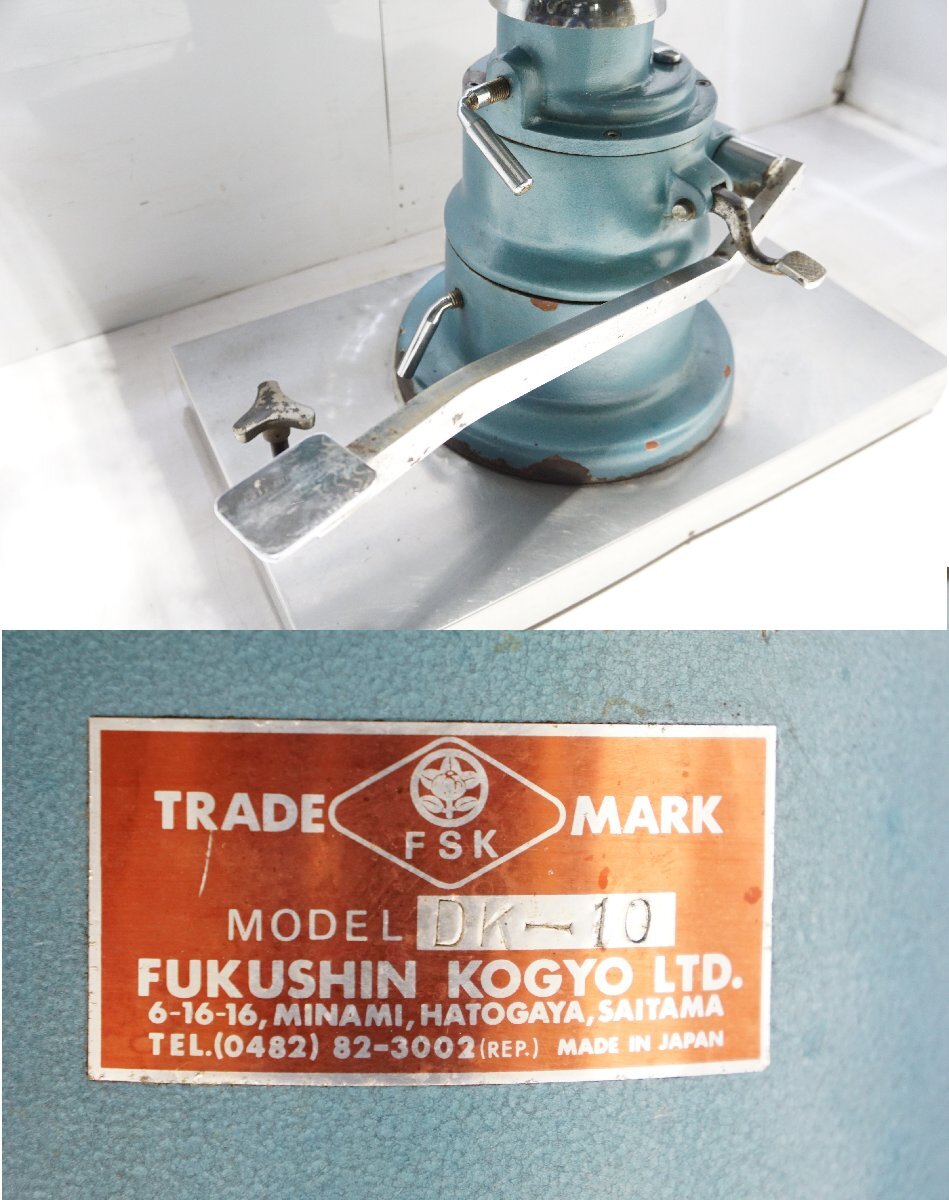 TRADE MARK
FSK
MODEL DK-10
FUKUSHIN KOGYO LTD.
6-16-16, MINAMI, HATOGAYA, SAITAMA
TEL.(0482) 82-3002(REP.) MADE IN JAPAN